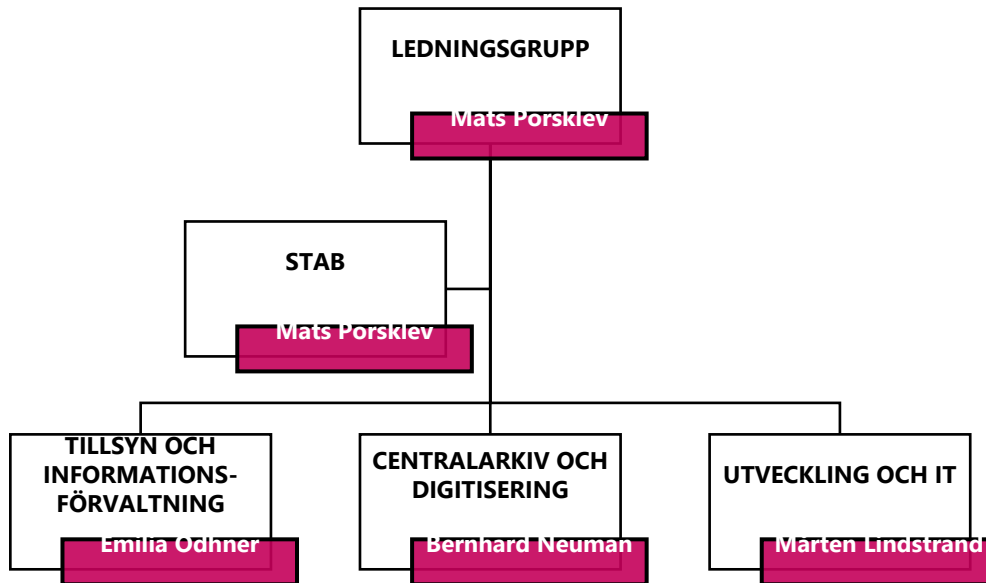 LEDNINGSGRUPP
Mats Porsklev
STAB
Mats Porsklev
TILLSYN OCH
INFORMATIONS-
FÖRVALTNING
Emilia Odhner
CENTRALARKIV OCH
DIGITISERING
Bernhard Neuman
UTVECKLING OCH IT
Mårten Lindstrand